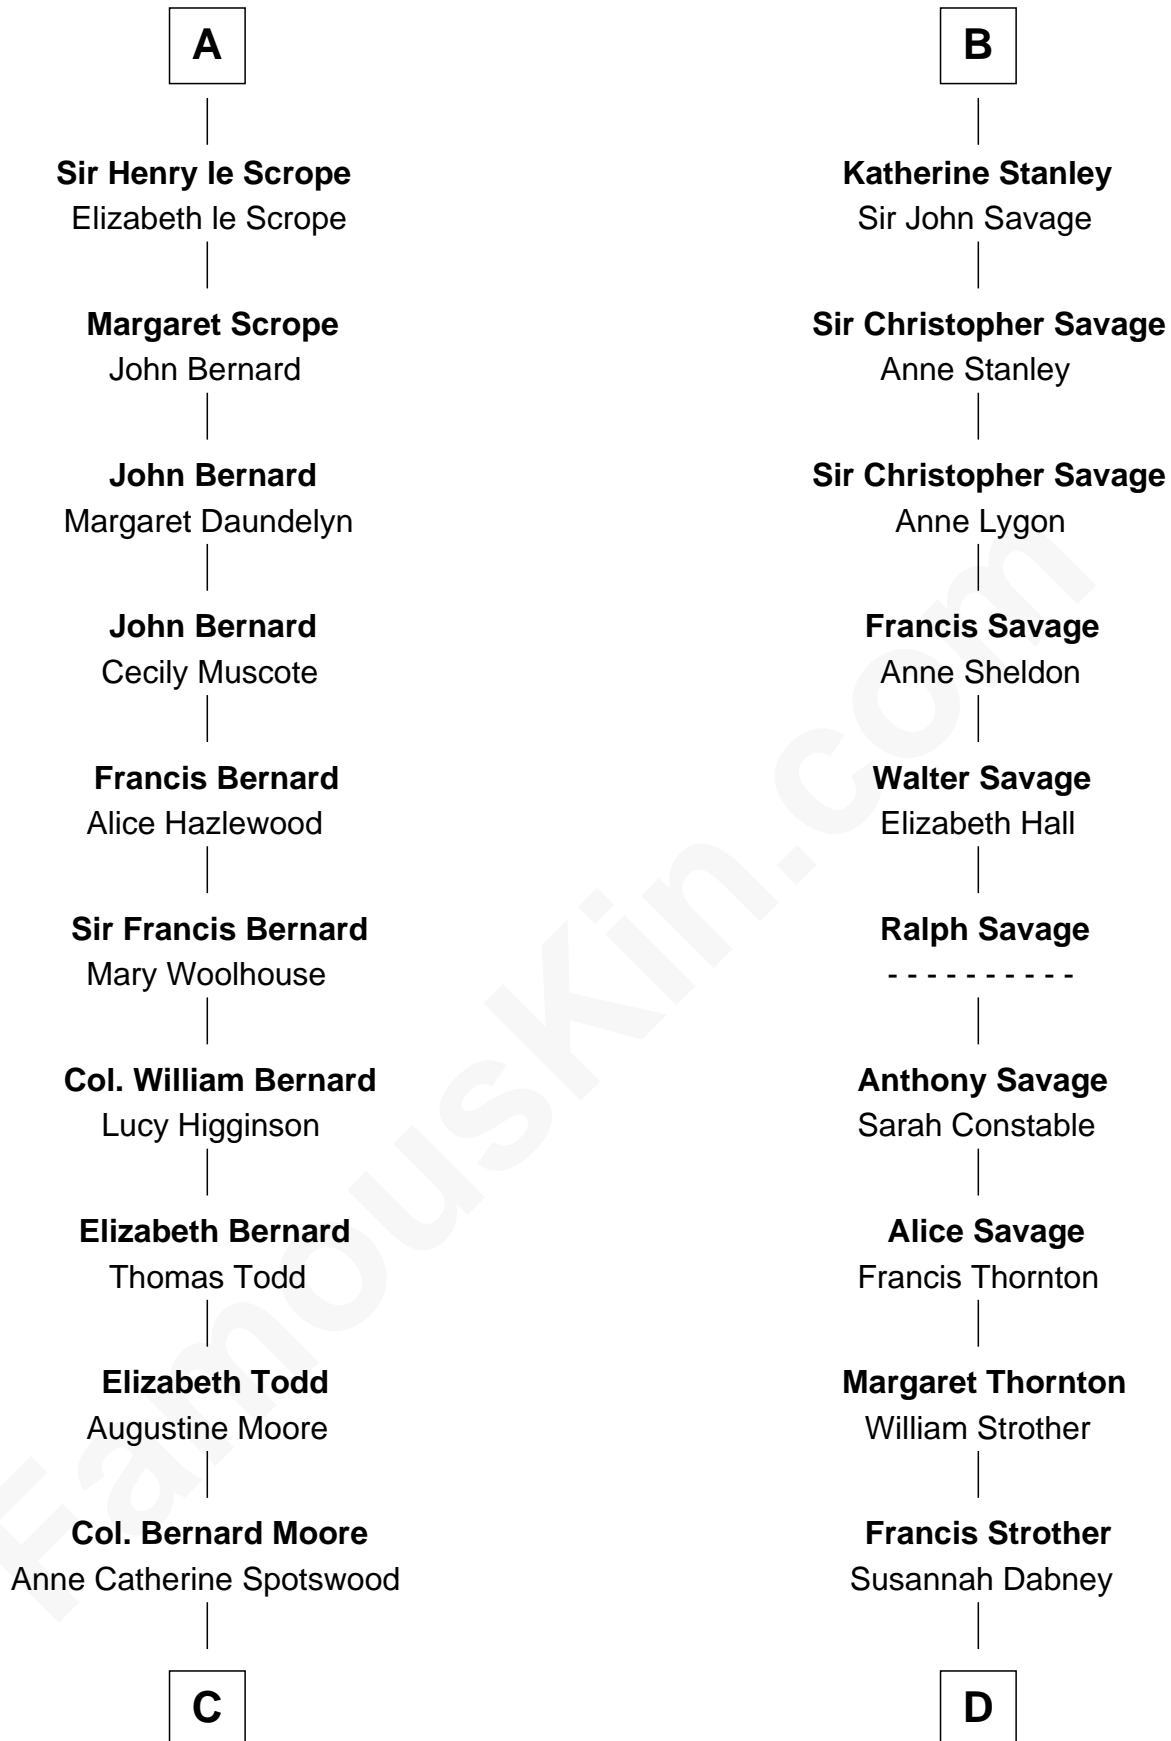 A
Sir Henry le Scrope
Elizabeth le Scrope
Margaret Scrope
John Bernard
John Bernard
Margaret Daundelyn
John Bernard
Cecily Muscote
Francis Bernard
Alice Hazlewood
Sir Francis Bernard
Mary Woolhouse
Col. William Bernard
Lucy Higginson
Elizabeth Bernard
Thomas Todd
Elizabeth Todd
Augustine Moore
Col. Bernard Moore
Anne Catherine Spotswood
C
B
Katherine Stanley
Sir John Savage
Sir Christopher Savage
Anne Stanley
Sir Christopher Savage
Anne Lygon
Francis Savage
Anne Sheldon
Walter Savage
Elizabeth Hall
Ralph Savage
- - - - - - - - - -
Anthony Savage
Sarah Constable
Alice Savage
Francis Thornton
Margaret Thornton
William Strother
Francis Strother
Susannah Dabney
D
FamousKin.com